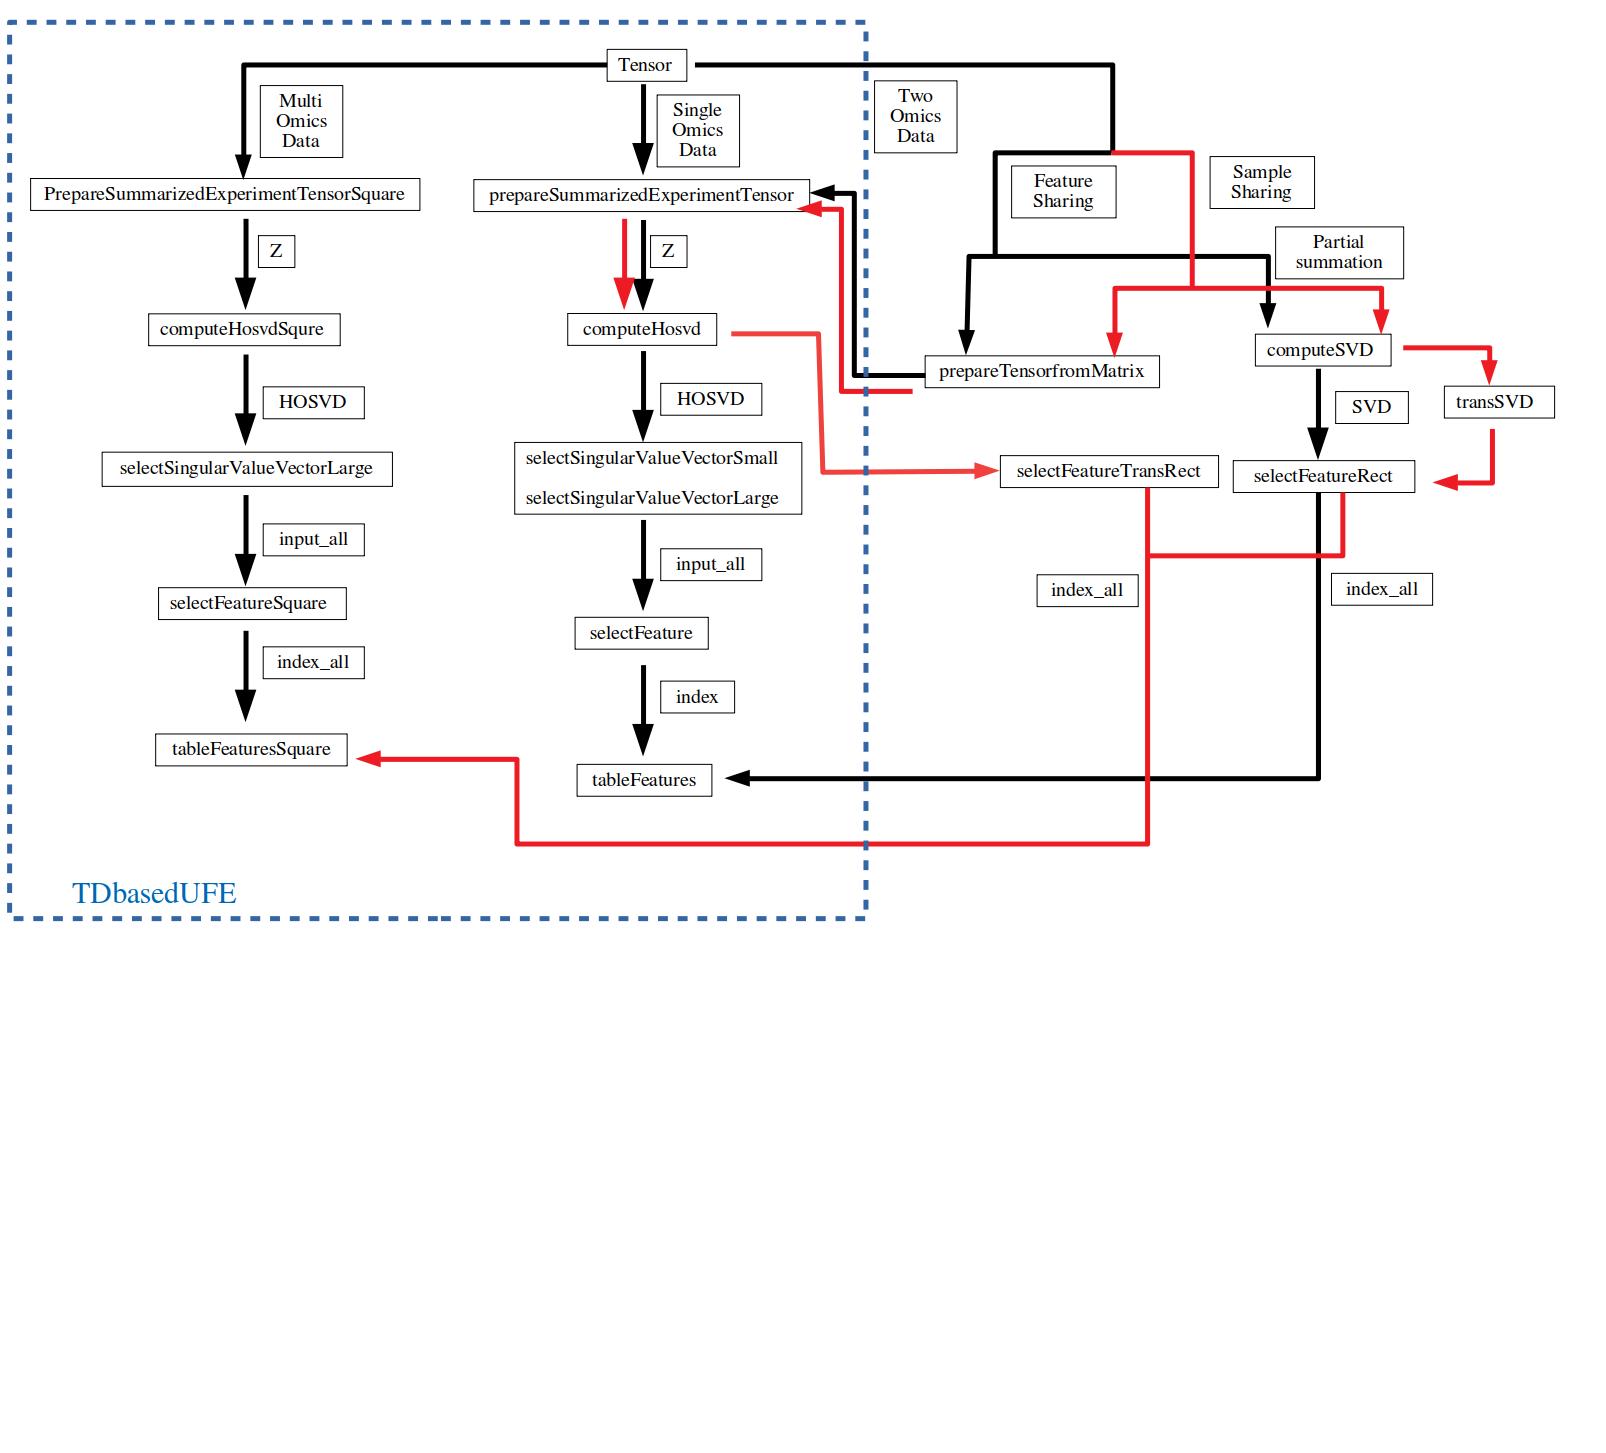 Tensor
Multi
Omics
Data
Single
Omics
Data
Two
Omics
Data
PrepareSummarizedExperimentTensorSquare
prepareSummarizedExperimentTensor
Feature
Sharing
Sample
Sharing
Z
Z
Partial
summation
computeHosvdSqure
computeHosvd
prepareTensorfromMatrix
computeSVD
HOSVD
HOSVD
SVD
transSVD
selectSingularValueVectorLarge
selectSingularValueVectorSmall
selectSingularValueVectorLarge
selectFeatureTransRect
selectFeatureRect
input_all
input_all
index_all
index_all
selectFeatureSquare
selectFeature
index_all
index
tableFeaturesSquare
tableFeatures
TDbasedUFE